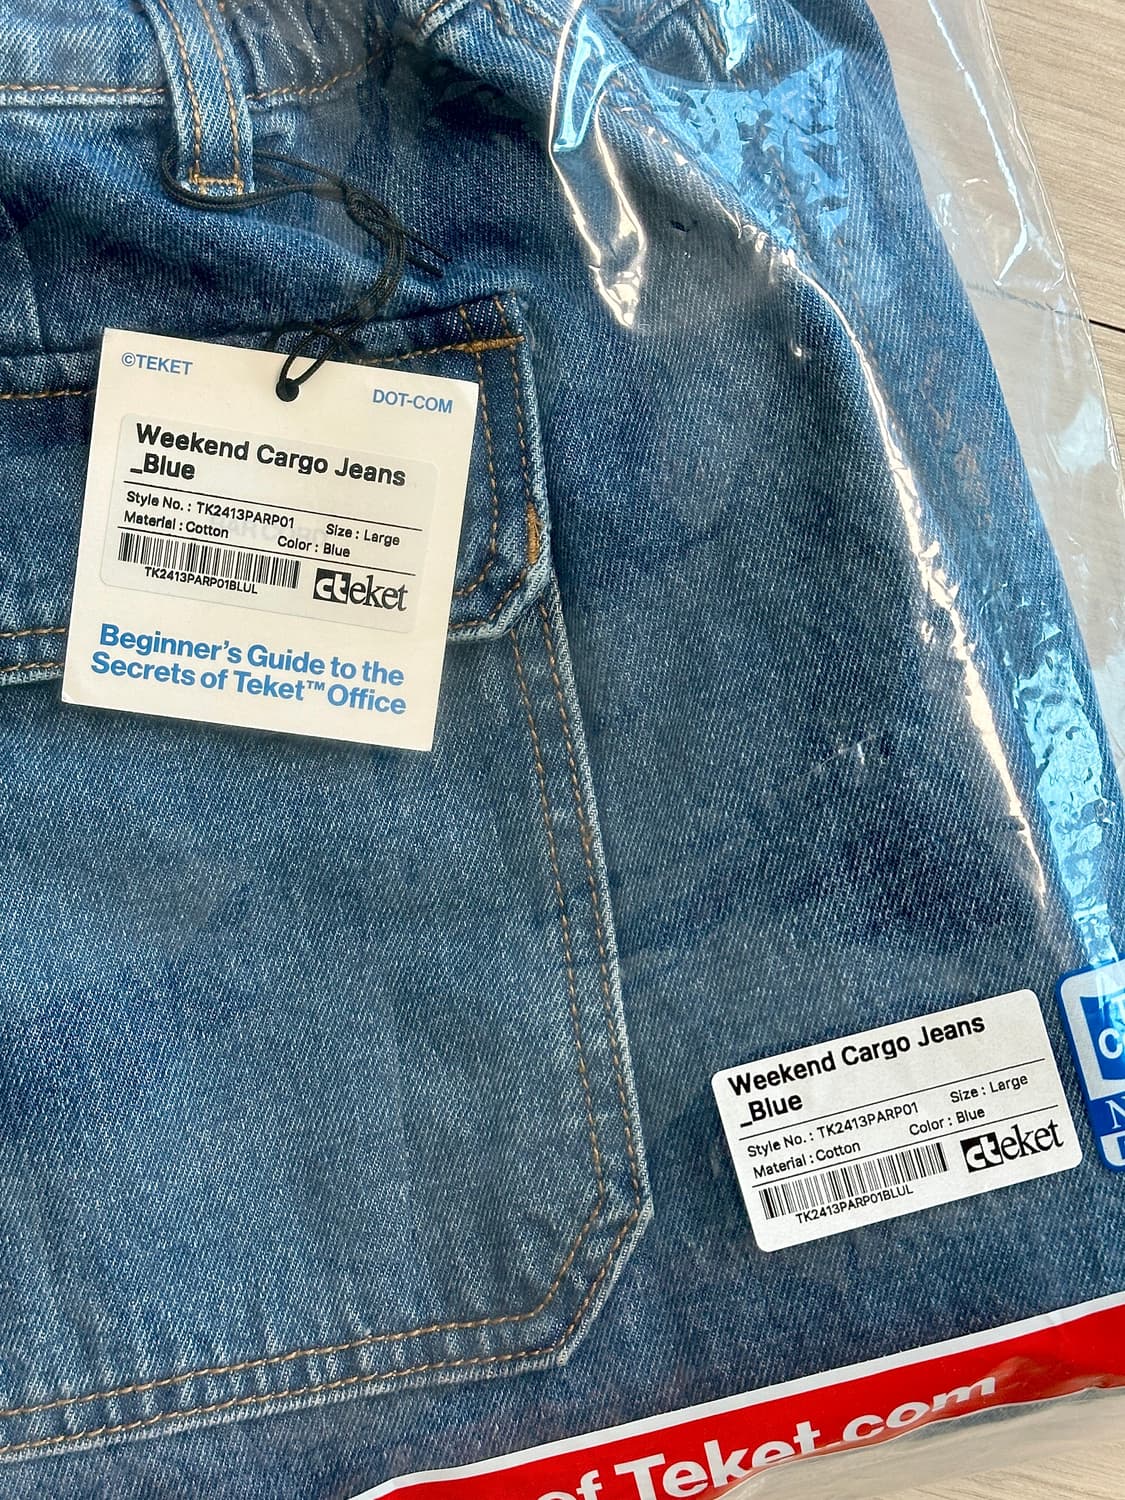 ©TEKET
DOT-COM
Weekend Cargo Jeans
_Blue
Style No. : TK2413PARP01
Size : Large
Material : Cotton
Color : Blue
TK2413PARP01BLUL
cteket
Beginner's Guide to the
Secrets of Teket™ Office
Weekend Cargo Jeans
_Blue
Style No. : TK2413PARP01
Size : Large
Material : Cotton
Color : Blue
TK2413PARP01BLUL
cteket
of Teket.com